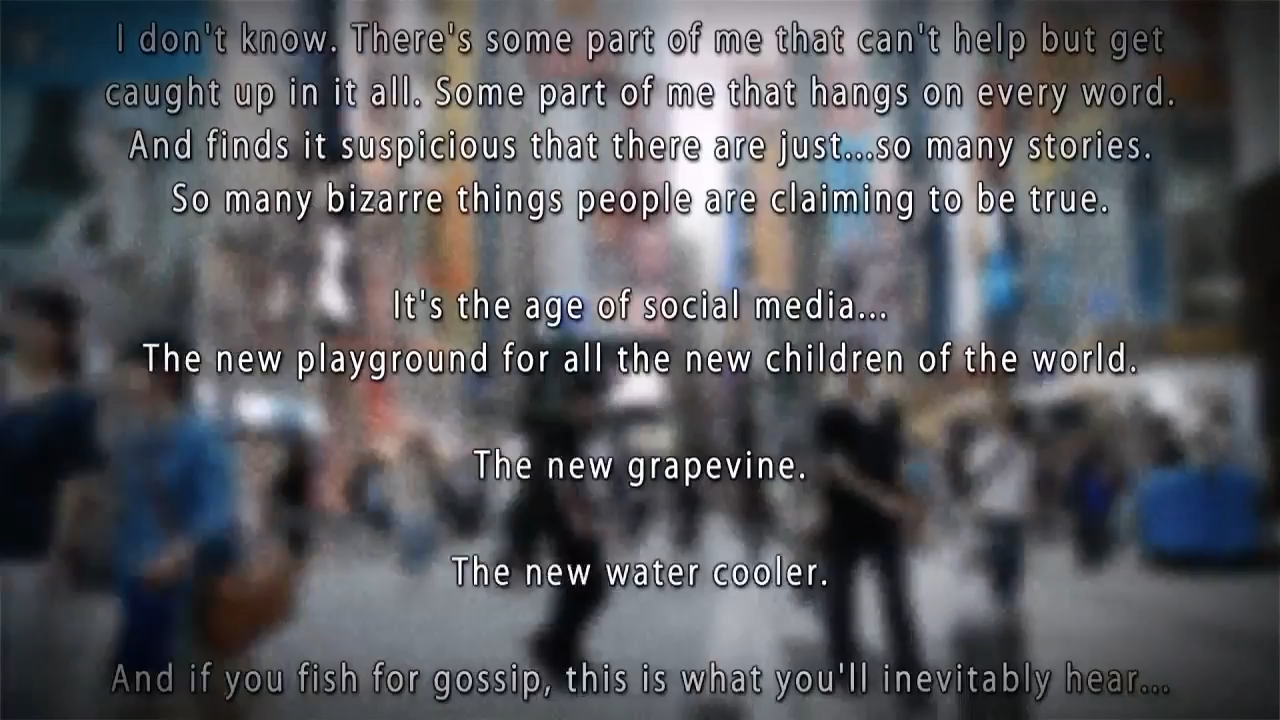 I don't know. There's some part of me that can't help but get
caught up in it all. Some part of me that hangs on every word.
And finds it suspicious that there are just...so many stories.
So many bizarre things people are claiming to be true.
It's the age of social media...
The new playground for all the new children of the world.
The new grapevine.
The new water cooler.
And if you fish for gossip, this is what you'll inevitably hear...